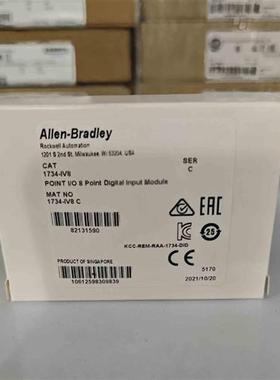 Allen-Bradley
Rockwell Automation
1201 S 2nd St, Milwaukee, WI 53204, USA
CAT
1734-IV8
SER
C
POINT I/O 8 Point Digital Input Module
MAT NO
1734-IV8 C
82131590
EAC
25
KCC-REM-RAA-1734-DID
5170
PRODUCT OF SINGAPORE
2021/10/20
10612598309839